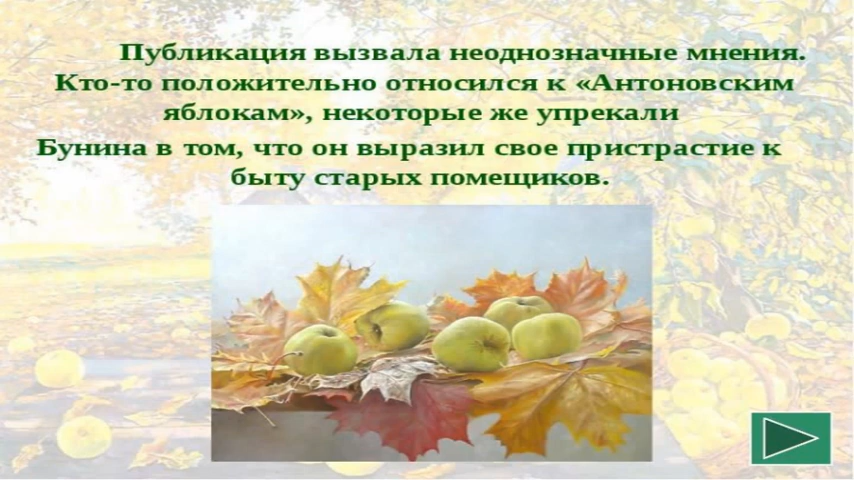 Публикация вызвала неоднозначные мнения.
Кто-то положительно относился к «Антоновским
яблокам», некоторые же упрекали
Бунина в том, что он выразил свое пристрастие к
быту старых помещиков.